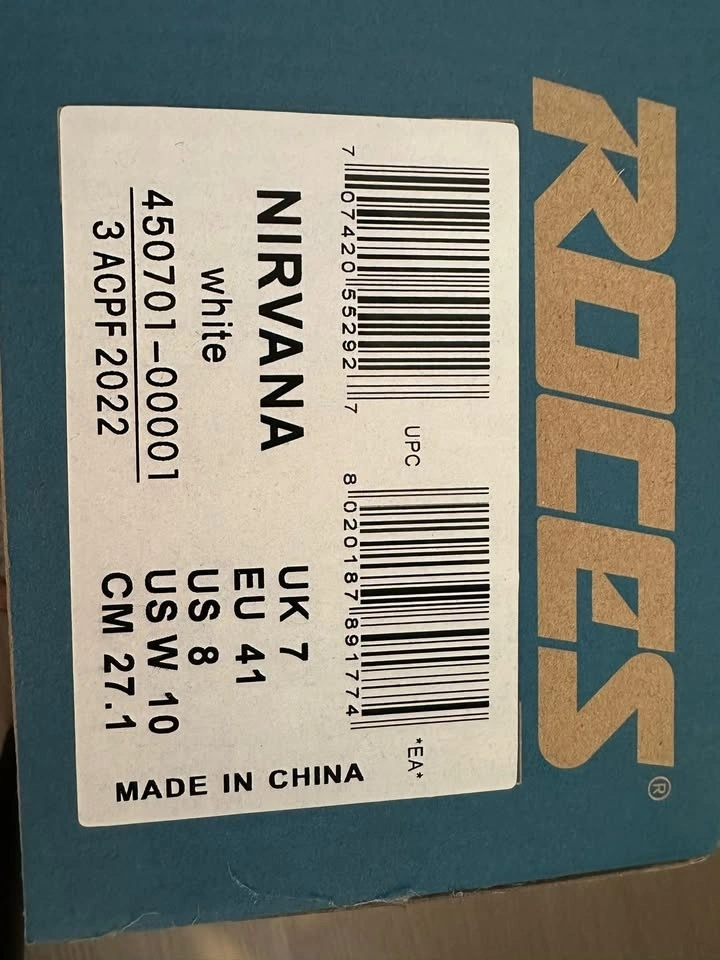 ROCES®
7 07420 55292 7
UPC
8 020187 891774
*EA*
NIRVANA
white
450701-00001
3 ACPF 2022
UK 7
EU 41
US 8
US W 10
CM 27.1
MADE IN CHINA